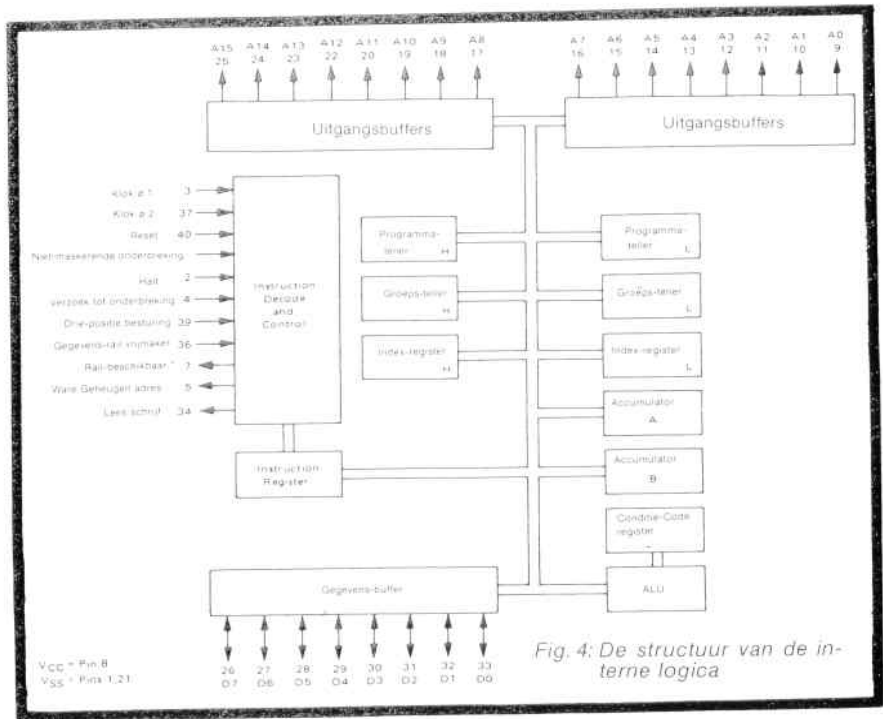 A15 A14 A13 A12 A11 A10 A9 A8
25 24 23 22 20 19 18 17
A7 A6 A5 A4 A3 A2 A1 A0
16 15 14 13 12 11 10 9
Uitgangsbuffers
Uitgangsbuffers
Klok ø 1 3
Klok ø 2 37
Reset 40
Niet-maskerende onderbreking
Halt 2
verzoek tot onderbreking 4
Drie-positie besturing 39
Gegevens-rail vrijmaker 36
Rail-beschikbaar 7
Ware Geheugen adres 5
Lees schrijf 34
Instruction
Decode
and
Control
Programma-
teller H
Programma-
teller L
Groeps-teller
H
Groeps-teller
L
Index-register
H
Index-register
L
Accumulator
A
Instruction
Register
Accumulator
B
Conditie-Code
register
Gegevens-buffer
ALU
26 27 28 29 30 31 32 33
D7 D6 D5 D4 D3 D2 D1 D0
VCC = Pin 8
VSS = Pins 1,21
Fig. 4: De structuur van de in-
terne logica